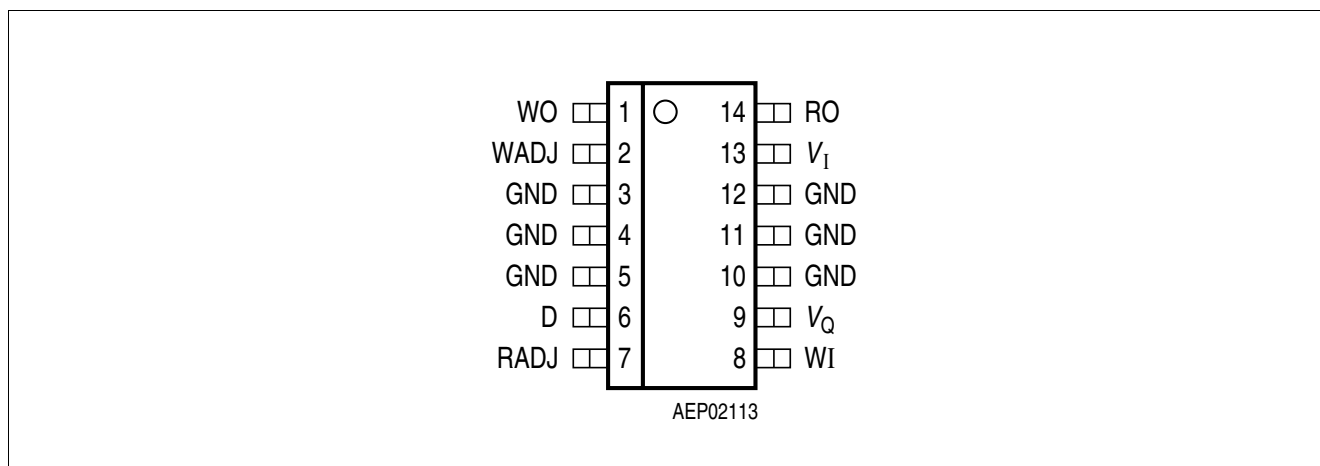 WO 1 14 RO
WADJ 2 13 VI
GND 3 12 GND
GND 4 11 GND
GND 5 10 GND
D 6 9 VQ
RADJ 7 8 WI
AEP02113